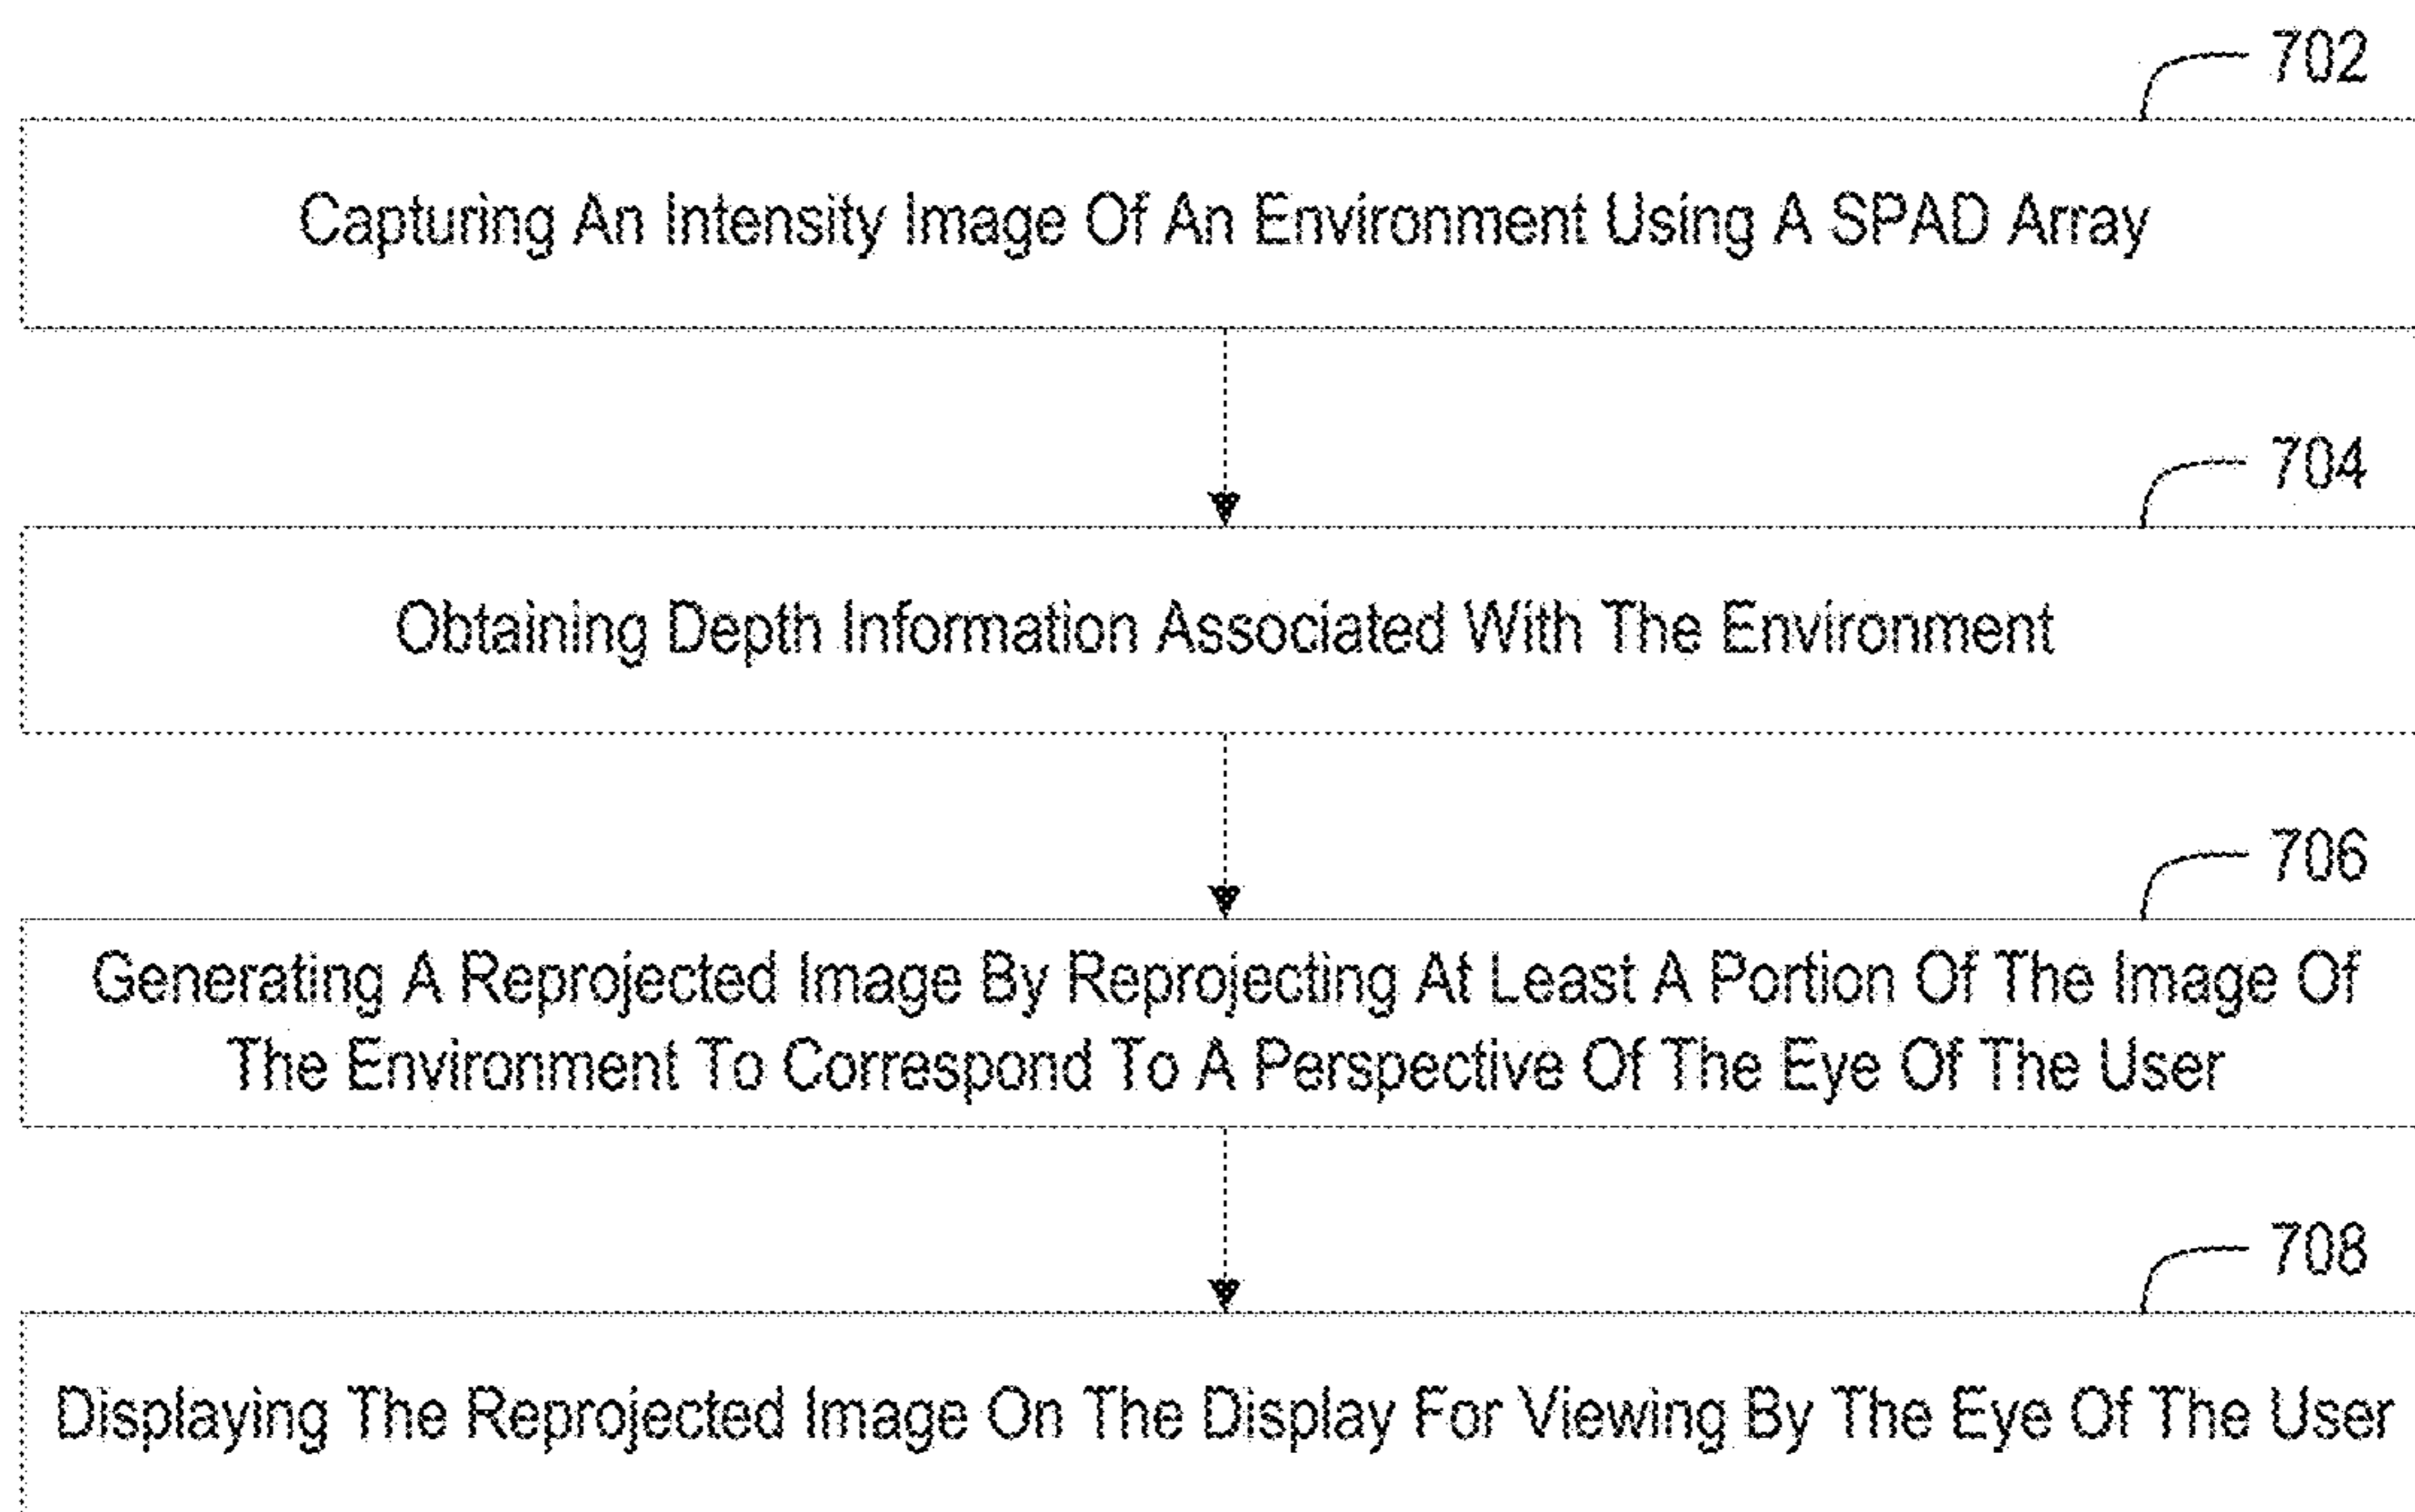 702
Capturing An Intensity Image Of An Environment Using A SPAD Array
704
Obtaining Depth Information Associated With The Environment
706
Generating A Reprojected Image By Reprojecting At Least A Portion Of The Image Of
The Environment To Correspond To A Perspective Of The Eye Of The User
708
Displaying The Reprojected Image On The Display For Viewing By The Eye Of The User